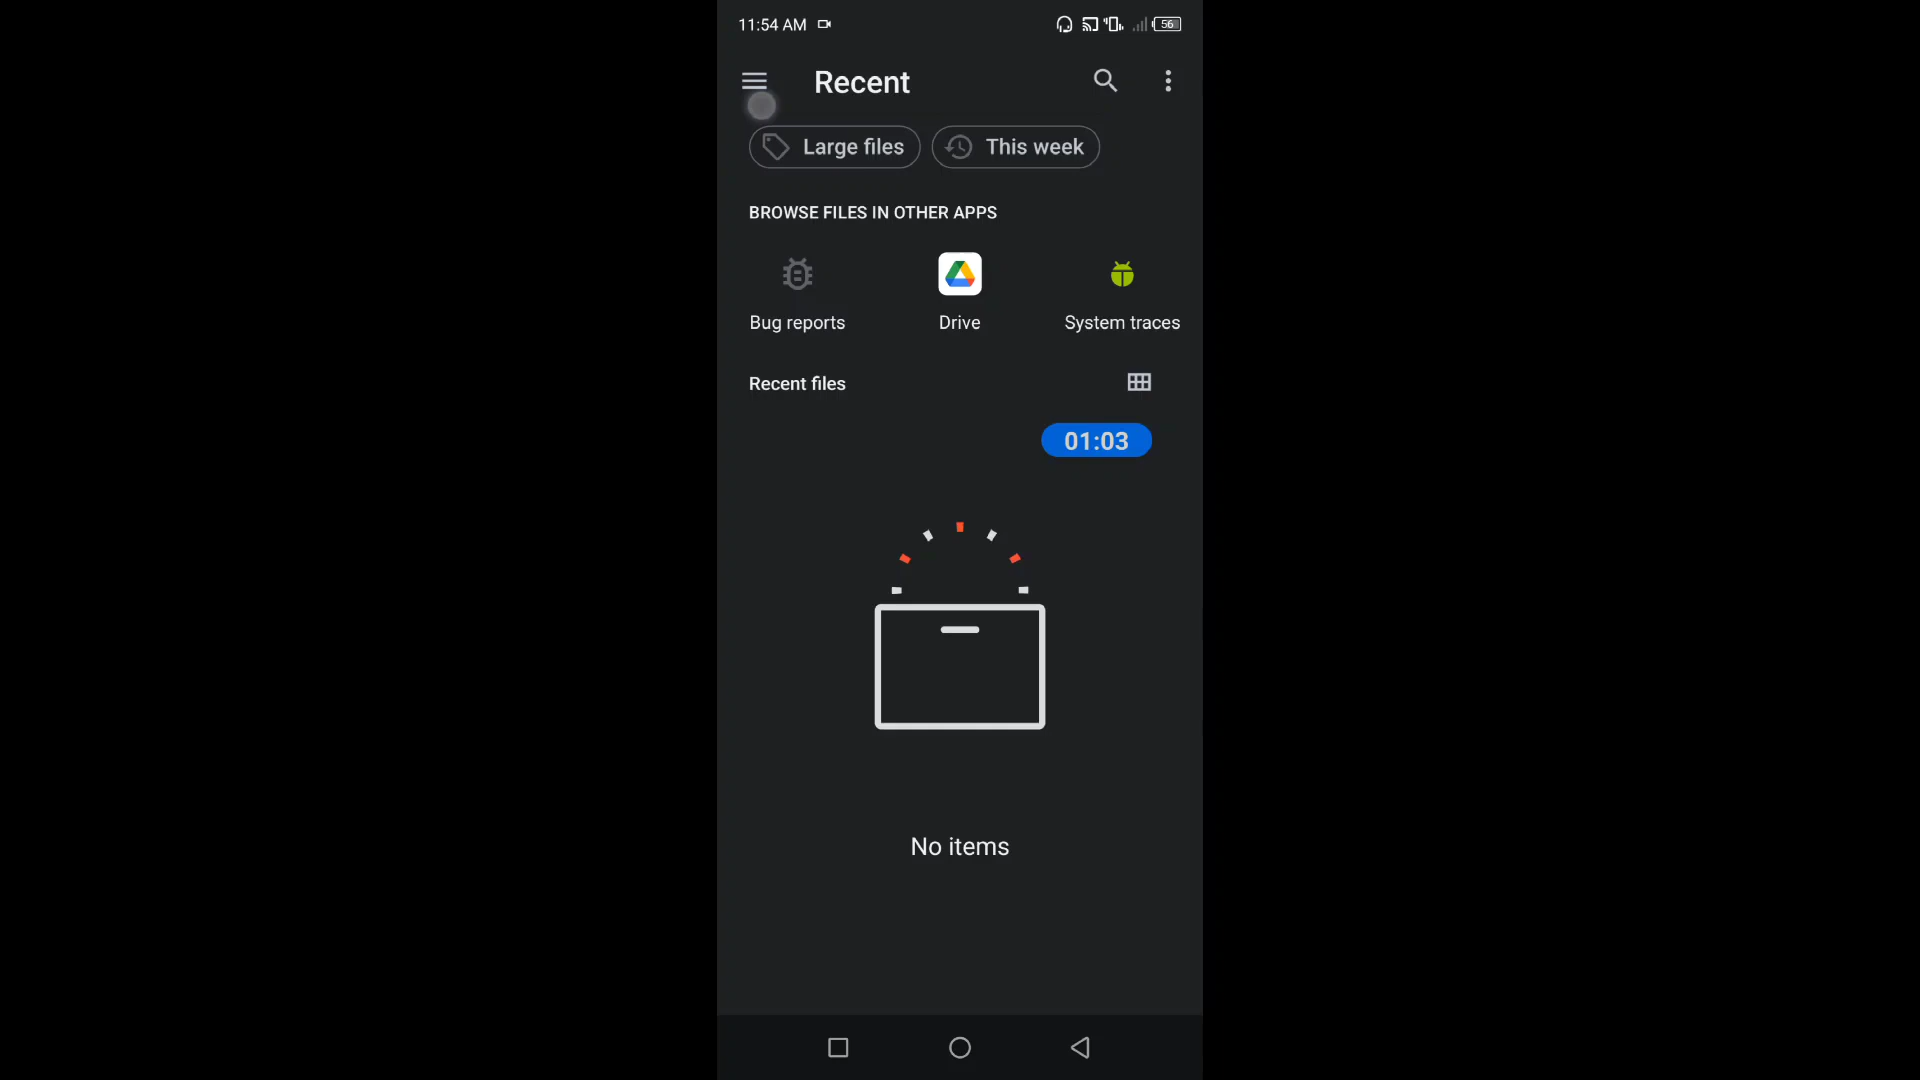 11:54 AM
56
Recent
Large files
This week
BROWSE FILES IN OTHER APPS
Bug reports
Drive
System traces
Recent files
01:03
No items